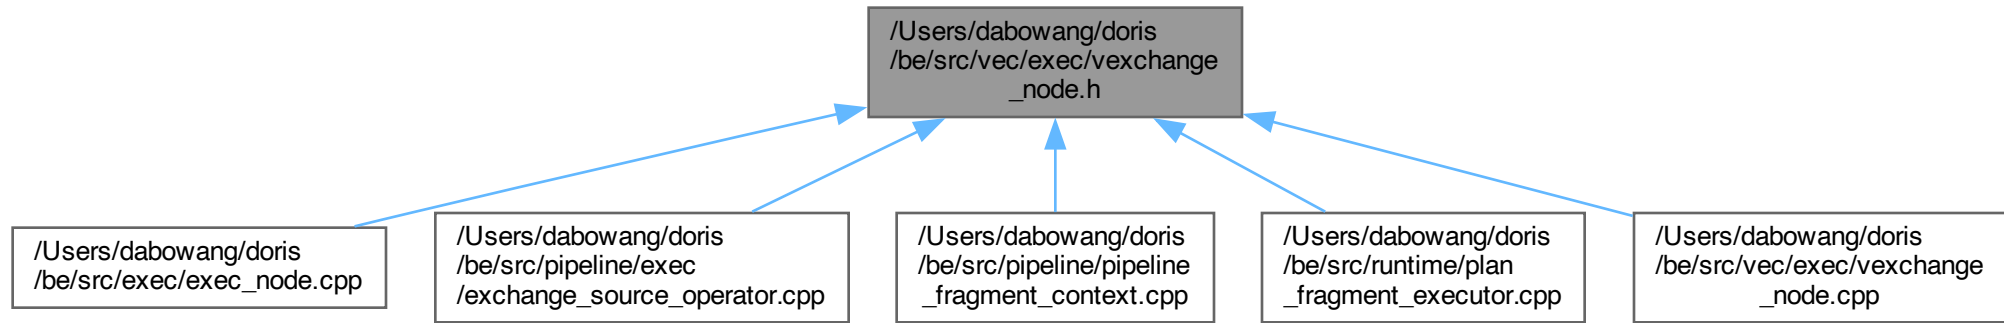 /Users/dabowang/doris
/be/src/vec/exec/vexchange
_node.h
/Users/dabowang/doris
/be/src/exec/exec_node.cpp
/Users/dabowang/doris
/be/src/pipeline/exec
/exchange_source_operator.cpp
/Users/dabowang/doris
/be/src/pipeline/pipeline
_fragment_context.cpp
/Users/dabowang/doris
/be/src/runtime/plan
_fragment_executor.cpp
/Users/dabowang/doris
/be/src/vec/exec/vexchange
_node.cpp